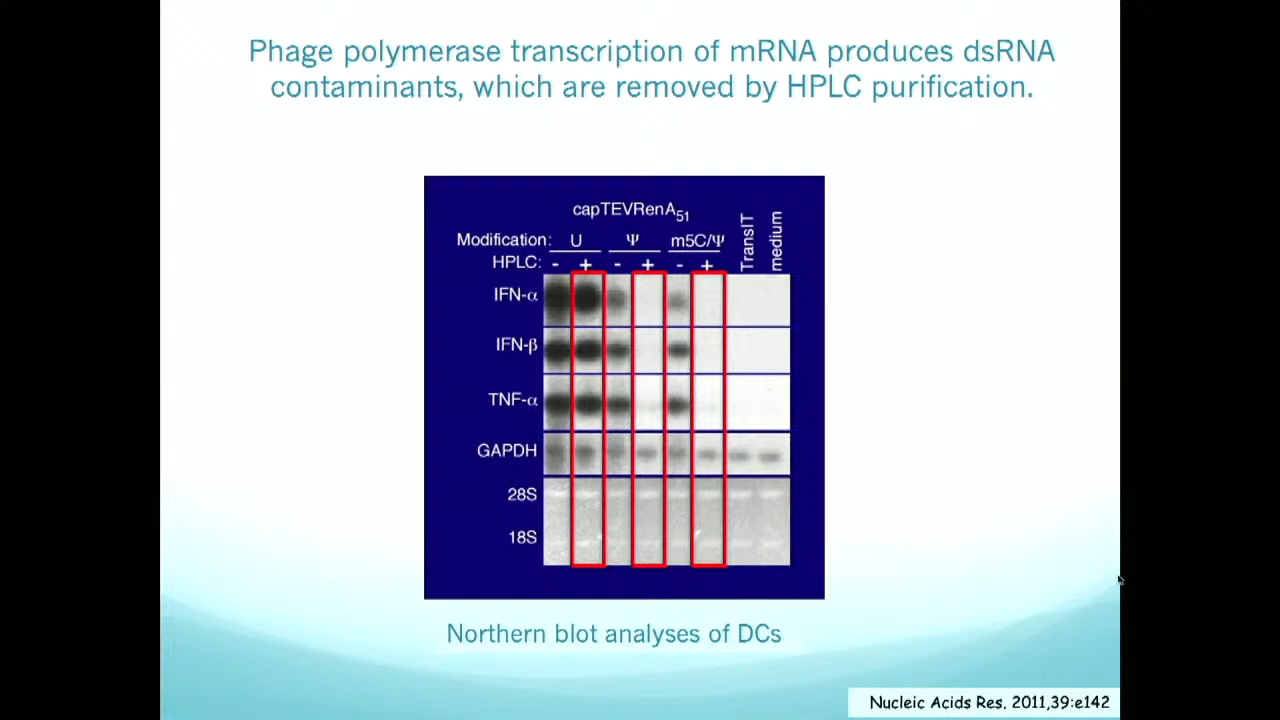 Phage polymerase transcription of mRNA produces dsRNA
contaminants, which are removed by HPLC purification.
capTEVRenA51
TransIT
medium
Modification: U Ψ m5C/Ψ
HPLC: - + - + - +
IFN-α
IFN-β
TNF-α
GAPDH
28S
18S
Northern blot analyses of DCs
Nucleic Acids Res. 2011,39:e142